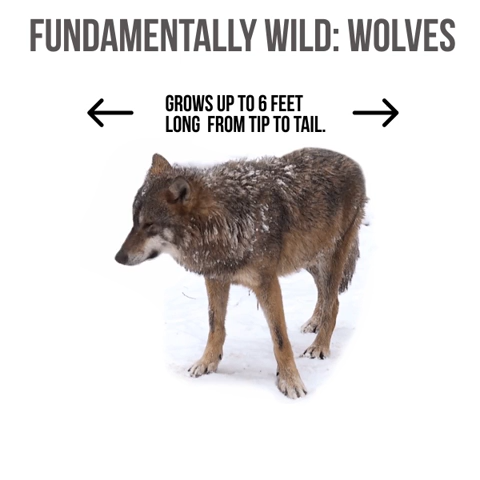 FUNDAMENTALLY WILD: WOLVES
GROWS UP TO 6 FEET
LONG FROM TIP TO TAIL.